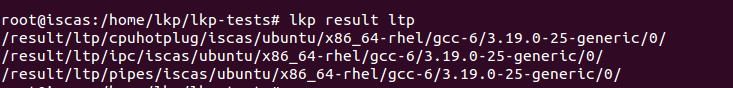 root@iscas:/home/lkp/lkp-tests# lkp result ltp
/result/ltp/cpuhotplug/iscas/ubuntu/x86_64-rhel/gcc-6/3.19.0-25-generic/0/
/result/ltp/ipc/iscas/ubuntu/x86_64-rhel/gcc-6/3.19.0-25-generic/0/
/result/ltp/pipes/iscas/ubuntu/x86_64-rhel/gcc-6/3.19.0-25-generic/0/